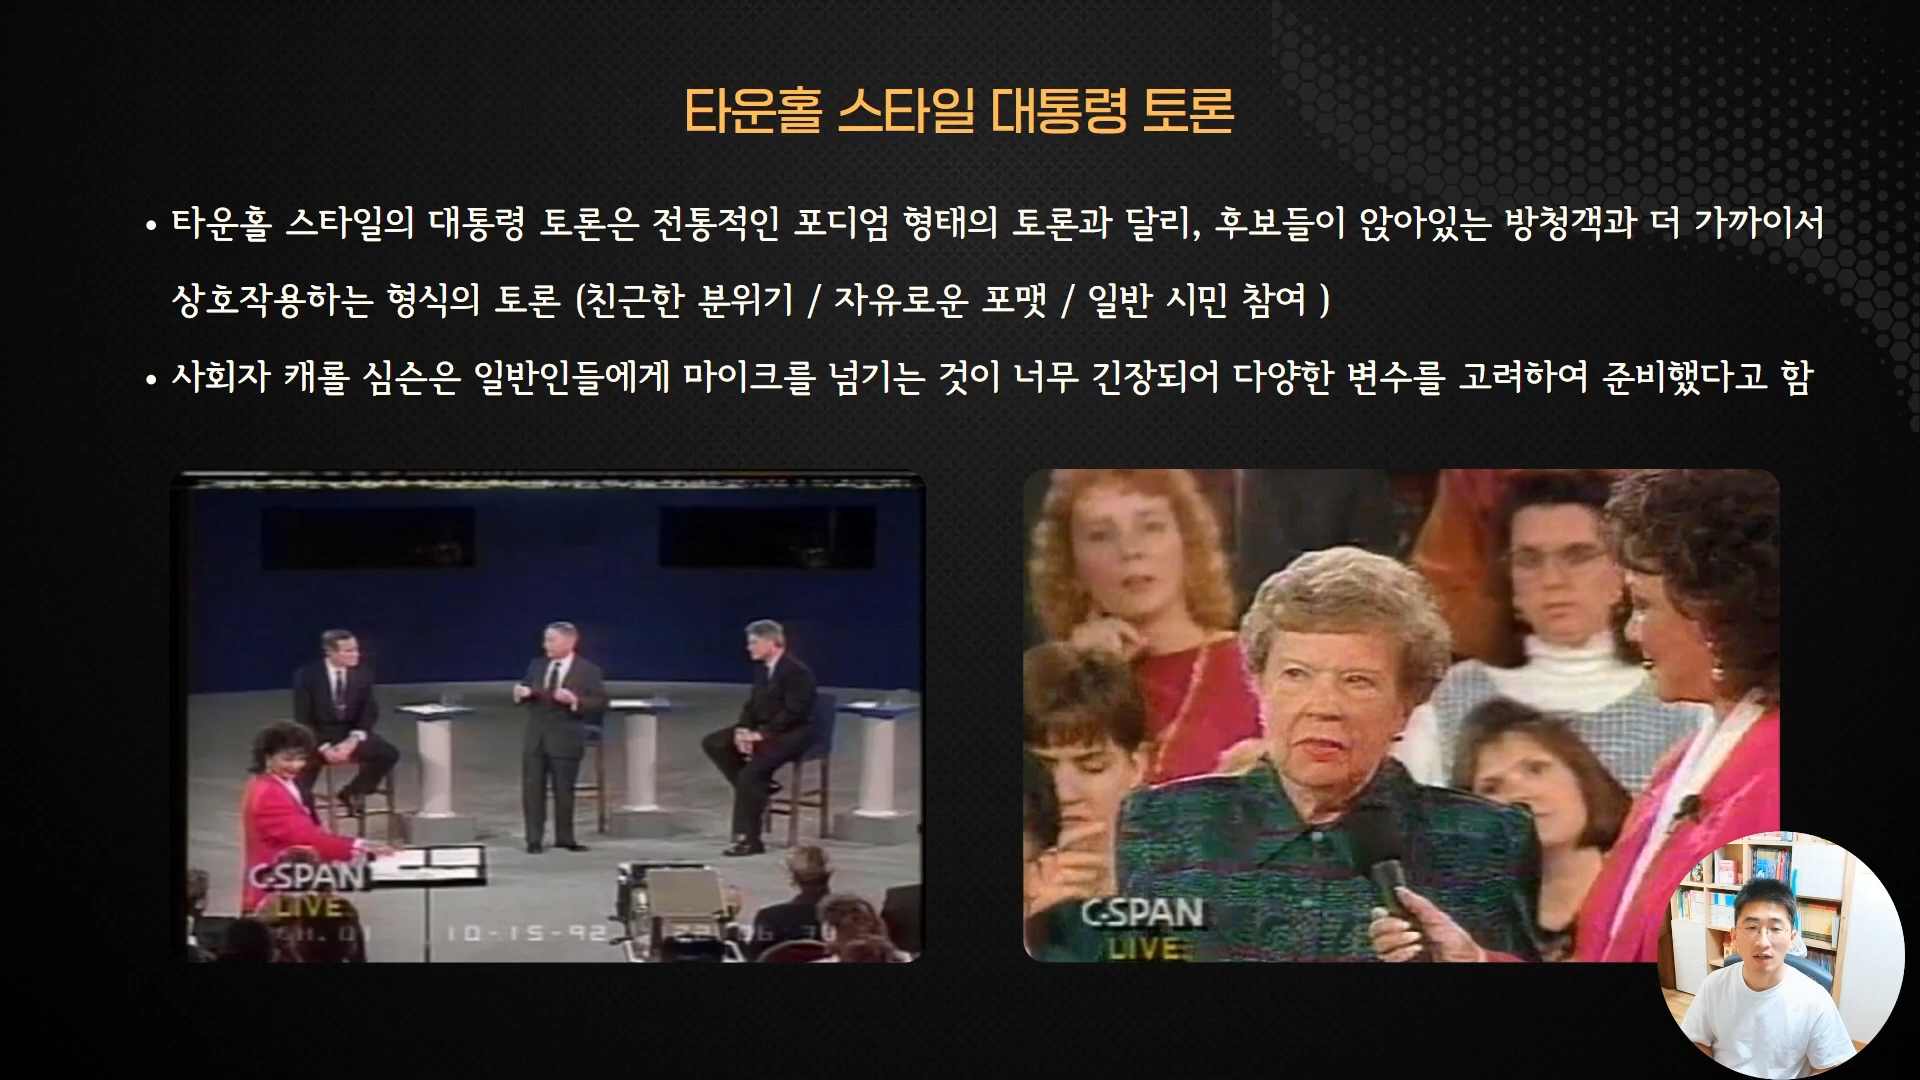 타운홀 스타일 대통령 토론
• 타운홀 스타일의 대통령 토론은 전통적인 포디엄 형태의 토론과 달리, 후보들이 앉아있는 방청객과 더 가까이서
상호작용하는 형식의 토론 (친근한 분위기 / 자유로운 포맷 / 일반 시민 참여 )
• 사회자 캐롤 심슨은 일반인들에게 마이크를 넘기는 것이 너무 긴장되어 다양한 변수를 고려하여 준비했다고 함
C-SPAN
LIVE
10-15-92
C-SPAN
LIVE